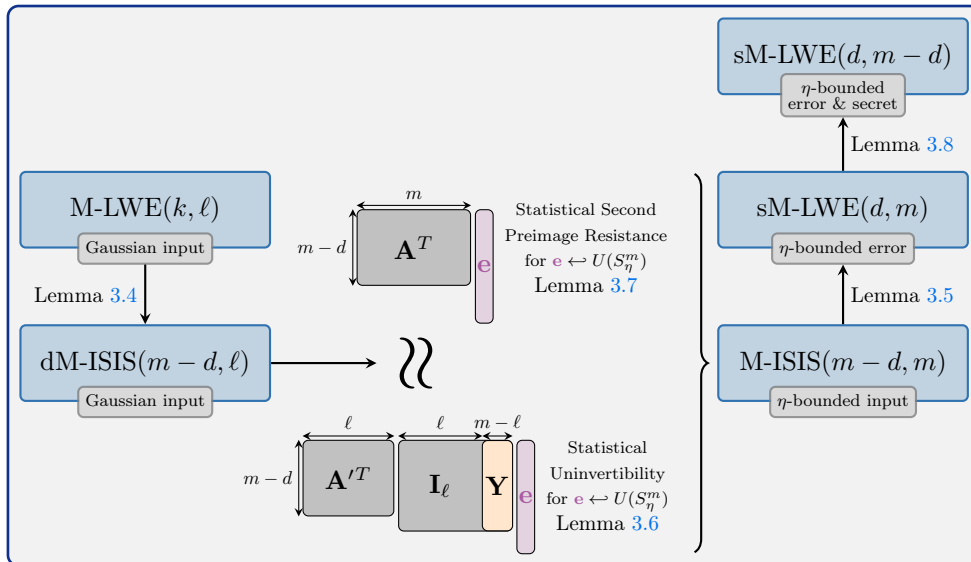 sM-LWE(d, m − d)
η-bounded
error & secret
Lemma 3.8
M-LWE(k, ℓ)
Gaussian input
Lemma 3.4
dM-ISIS(m − d, ℓ)
Gaussian input
m
m − d
A^T
e
Statistical Second
Preimage Resistance
for e ↩ U(S_η^m)
Lemma 3.7
≈
ℓ
ℓ
m − ℓ
m − d
A′^T
I_ℓ
Y
e
Statistical
Uninvertibility
for e ↩ U(S_η^m)
Lemma 3.6
sM-LWE(d, m)
η-bounded error
Lemma 3.5
M-ISIS(m − d, m)
η-bounded input